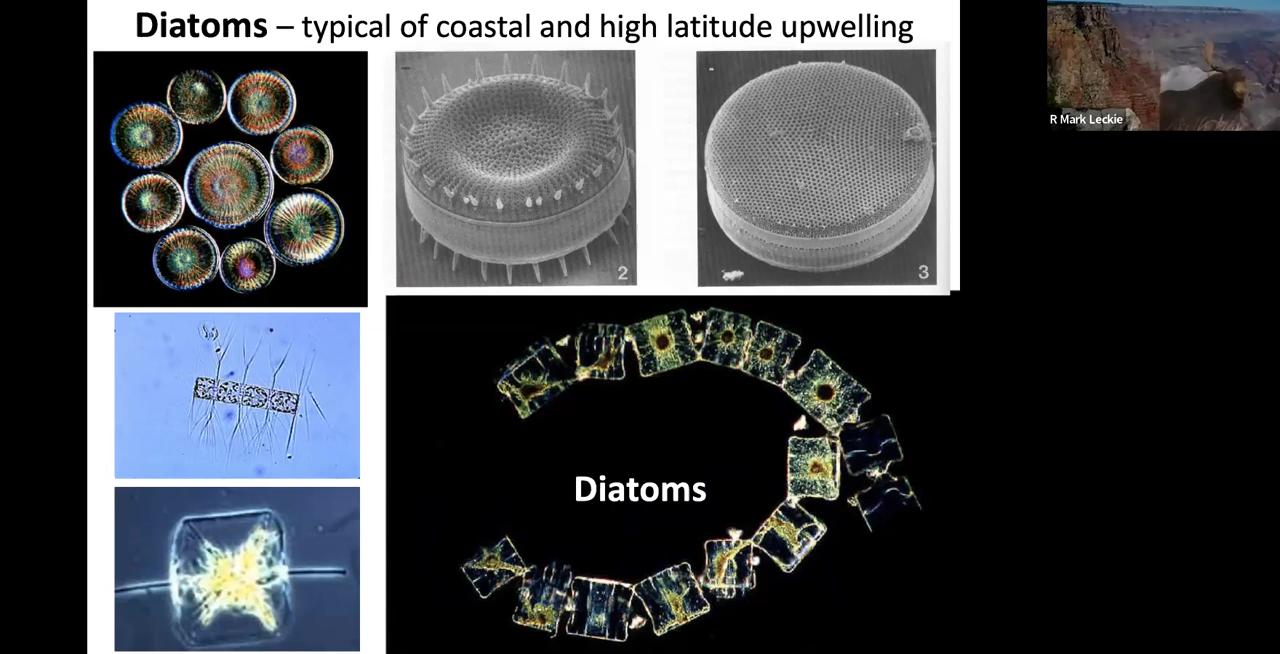 Diatoms – typical of coastal and high latitude upwelling
R Mark Leckie
2
3
Diatoms